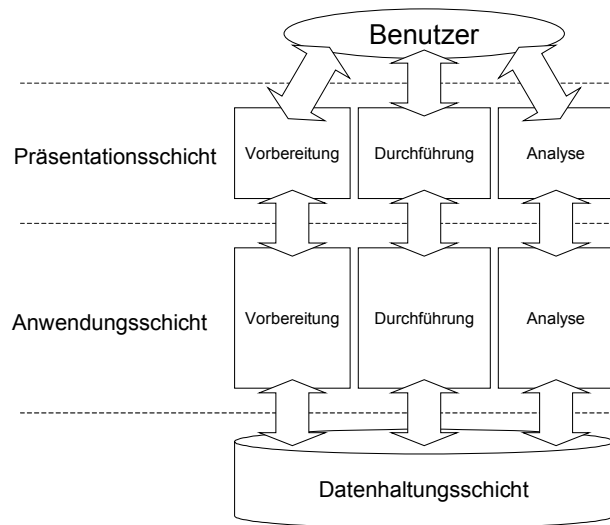 Benutzer
Präsentationsschicht
Vorbereitung
Durchführung
Analyse
Anwendungsschicht
Vorbereitung
Durchführung
Analyse
Datenhaltungsschicht